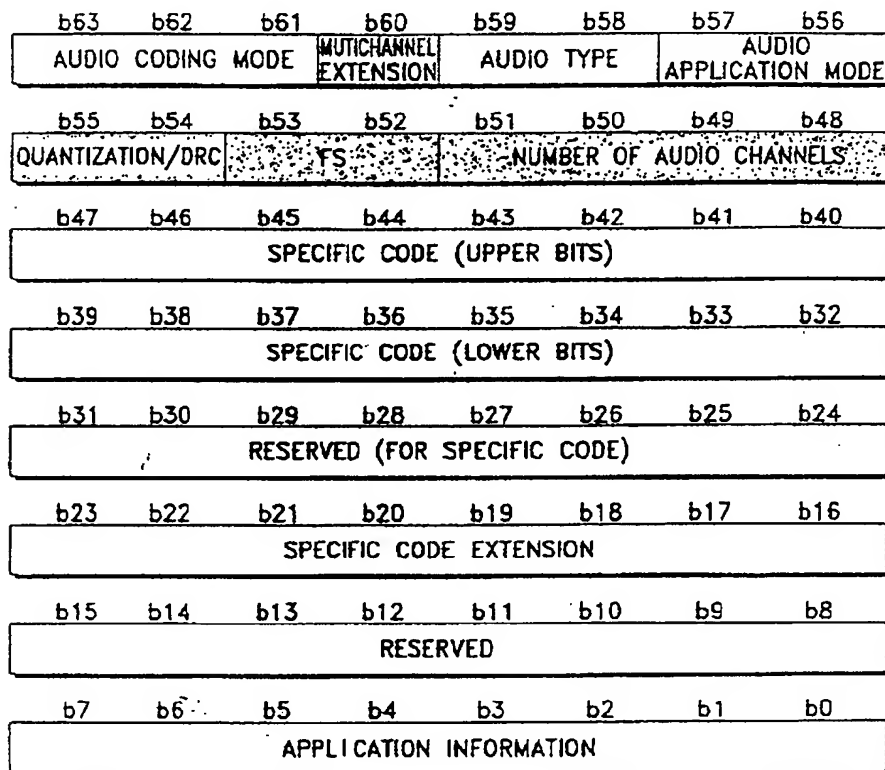 b63 b62 b61 b60 b59 b58 b57 b56
AUDIO CODING MODE
MUTICHANNEL
EXTENSION
AUDIO TYPE
AUDIO
APPLICATION MODE
b55 b54 b53 b52 b51 b50 b49 b48
QUANTIZATION/DRC FS NUMBER OF AUDIO CHANNELS
b47 b46 b45 b44 b43 b42 b41 b40
SPECIFIC CODE (UPPER BITS)
b39 b38 b37 b36 b35 b34 b33 b32
SPECIFIC CODE (LOWER BITS)
b31 b30 b29 b28 b27 b26 b25 b24
RESERVED (FOR SPECIFIC CODE)
b23 b22 b21 b20 b19 b18 b17 b16
SPECIFIC CODE EXTENSION
b15 b14 b13 b12 b11 b10 b9 b8
RESERVED
b7 b6 b5 b4 b3 b2 b1 b0
APPLICATION INFORMATION